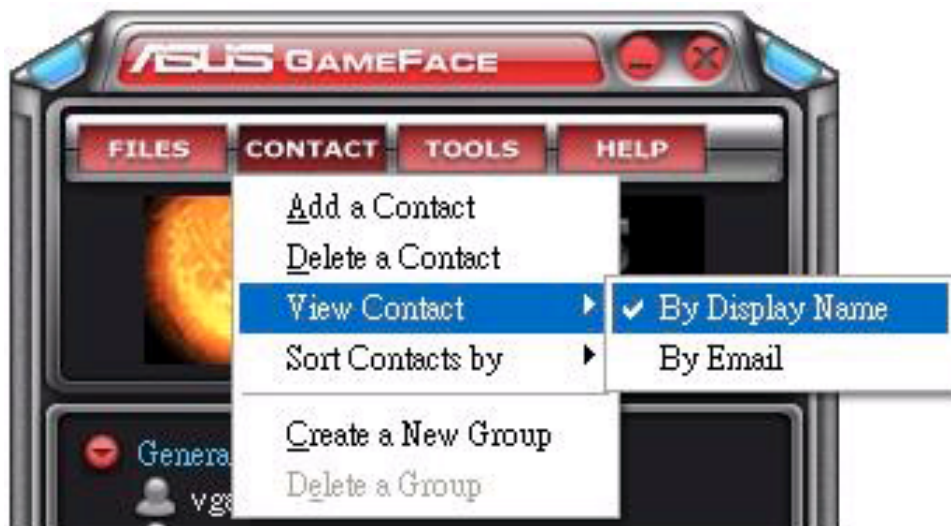 ASUS GAMEFACE
FILES CONTACT TOOLS HELP
Add a Contact
Delete a Contact
View Contact
By Display Name
Sort Contacts by
By Email
Create a New Group
Delete a Group